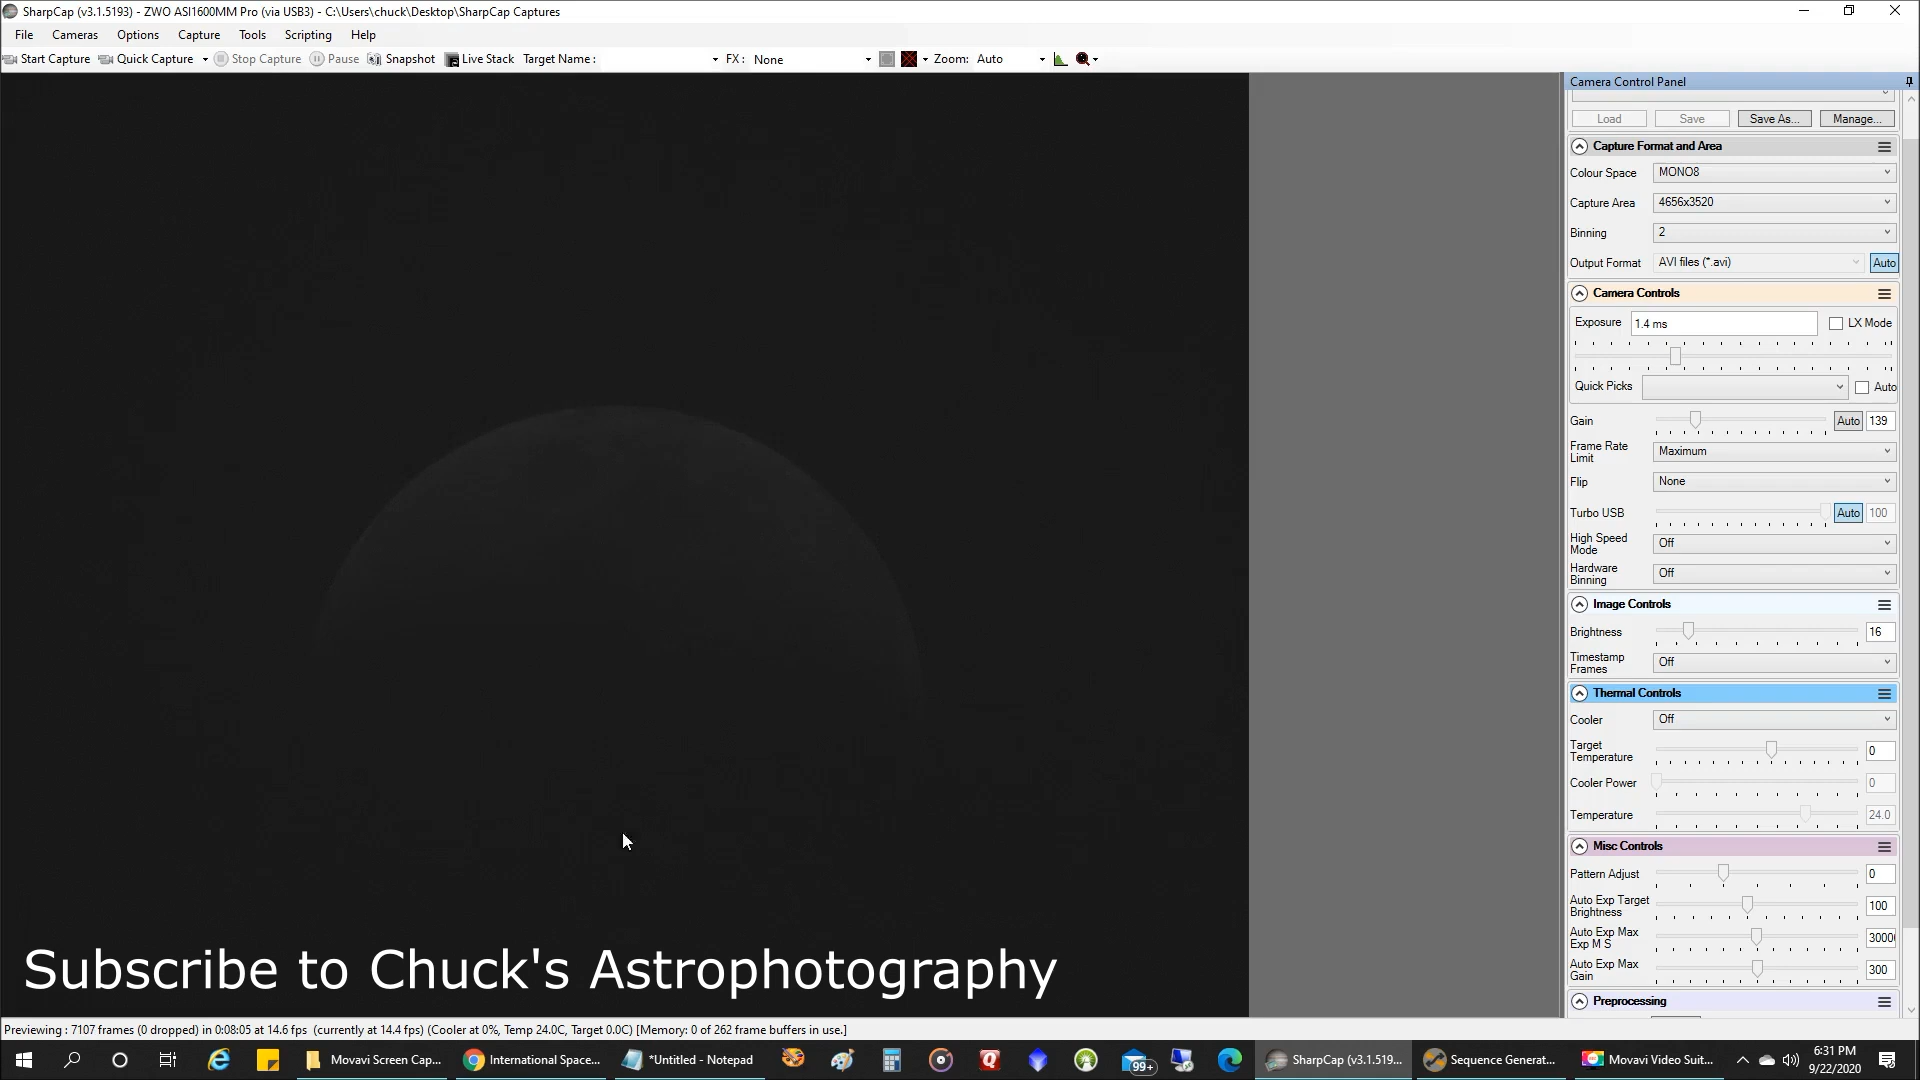 SharpCap (v3.1.5193) - ZWO ASI1600MM Pro (via USB3) - C:\Users\chuck\Desktop\SharpCap Captures
File Cameras Options Capture Tools Scripting Help
Start Capture Quick Capture Stop Capture Pause Snapshot Live Stack Target Name : FX : None Zoom: Auto
Camera Control Panel
Load Save Save As... Manage...
Capture Format and Area
Colour Space MONO8
Capture Area 4656x3520
Binning 2
Output Format AVI files (*.avi) Auto
Camera Controls
Exposure 1.4 ms LX Mode
Quick Picks Auto
Gain Auto 139
Frame Rate
Limit Maximum
Flip None
Turbo USB Auto 100
High Speed
Mode Off
Hardware
Binning Off
Image Controls
Brightness 16
Timestamp
Frames Off
Thermal Controls
Cooler Off
Target
Temperature 0
Cooler Power 0
Temperature 24.0
Misc Controls
Pattern Adjust 0
Auto Exp Target
Brightness 100
Auto Exp Max
Exp M S 3000
Auto Exp Max
Gain 300
Preprocessing
Subscribe to Chuck's Astrophotography
Previewing : 7107 frames (0 dropped) in 0:08:05 at 14.6 fps (currently at 14.4 fps) (Cooler at 0%, Temp 24.0C, Target 0.0C) [Memory: 0 of 262 frame buffers in use.]
Movavi Screen Cap... International Space... *Untitled - Notepad 99+ SharpCap (v3.1.519... Sequence Generat... Movavi Video Suit... 6:31 PM
9/22/2020